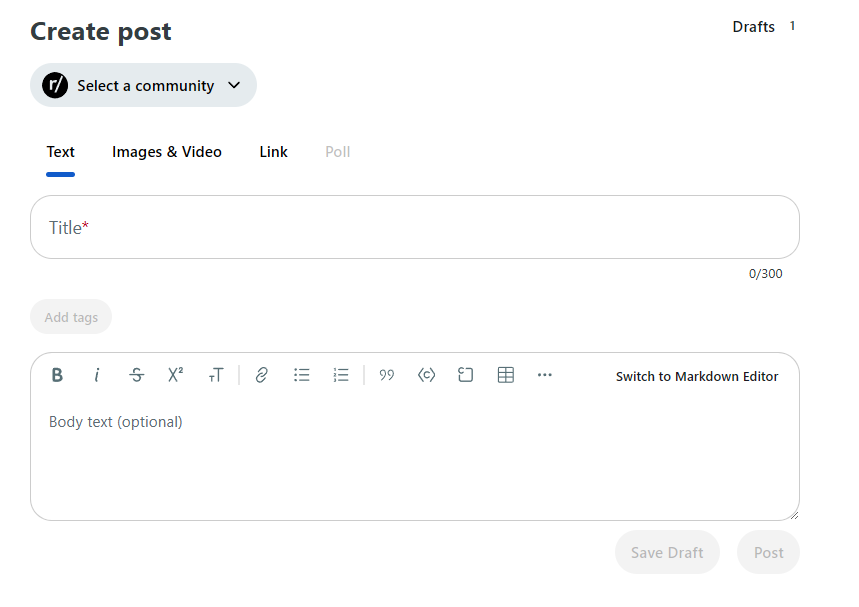 Create post
Drafts 1
r/ Select a community
Text Images & Video Link Poll
Title*
0/300
Add tags
B i S X² TT 99 <c> c Switch to Markdown Editor
Body text (optional)
Save Draft Post